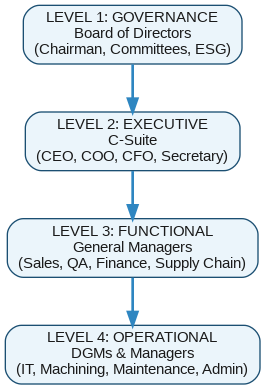 LEVEL 1: GOVERNANCE
Board of Directors
(Chairman, Committees, ESG)
LEVEL 2: EXECUTIVE
C-Suite
(CEO, COO, CFO, Secretary)
LEVEL 3: FUNCTIONAL
General Managers
(Sales, QA, Finance, Supply Chain)
LEVEL 4: OPERATIONAL
DGMs & Managers
(IT, Machining, Maintenance, Admin)